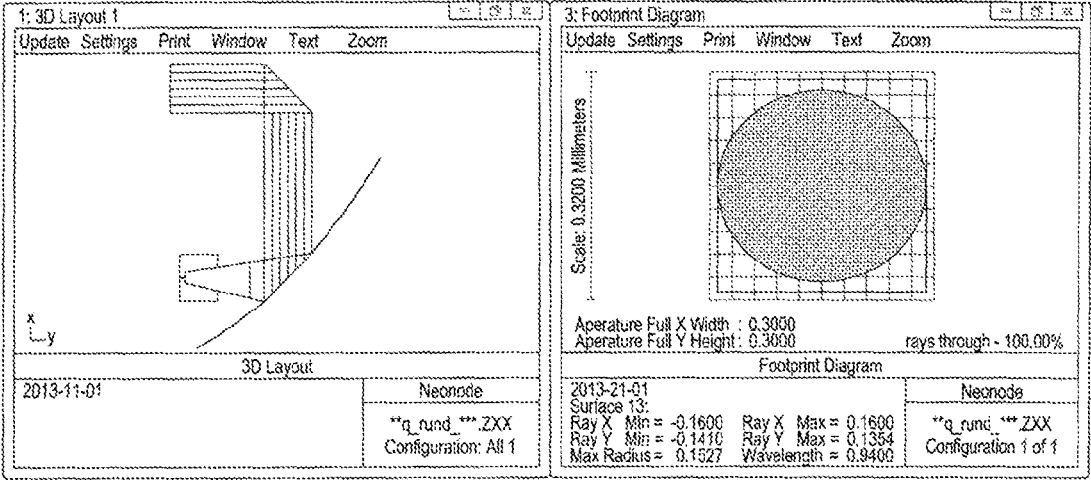 1: 3D Layout 1
Update Settings Print Window Text Zoom
x
y
3D Layout
2013-11-01
Neonode
**q_rund_***.ZXX
Configuration: All 1
3: Footprint Diagram
Update Settings Print Window Text Zoom
Scale: 0.3200 Millimeters
Aperature Full X Width : 0.3000
Aperature Full Y Height : 0.3000
rays through - 100.00%
Footprint Diagram
2013-21-01
Surlace 13:
Ray X Min = -0.1600 Ray X Max = 0.1600
Ray Y Min = -0.1410 Ray Y Max = 0.1354
Max Radius = 0.1527 Wavelength = 0.9400
Neonode
**q_rund_***.ZXX
Configuration 1 of 1